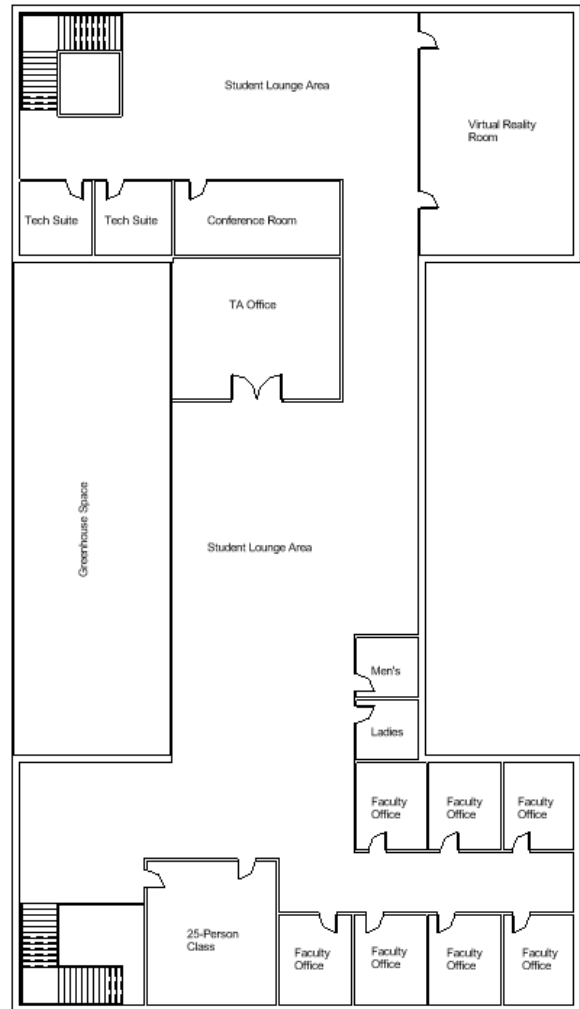 Student Lounge Area
Virtual Reality
Room
Tech Suite
Tech Suite
Conference Room
TA Office
Greenhouse Space
Student Lounge Area
Men's
Ladies
Faculty
Office
Faculty
Office
Faculty
Office
25-Person
Class
Faculty
Office
Faculty
Office
Faculty
Office
Faculty
Office